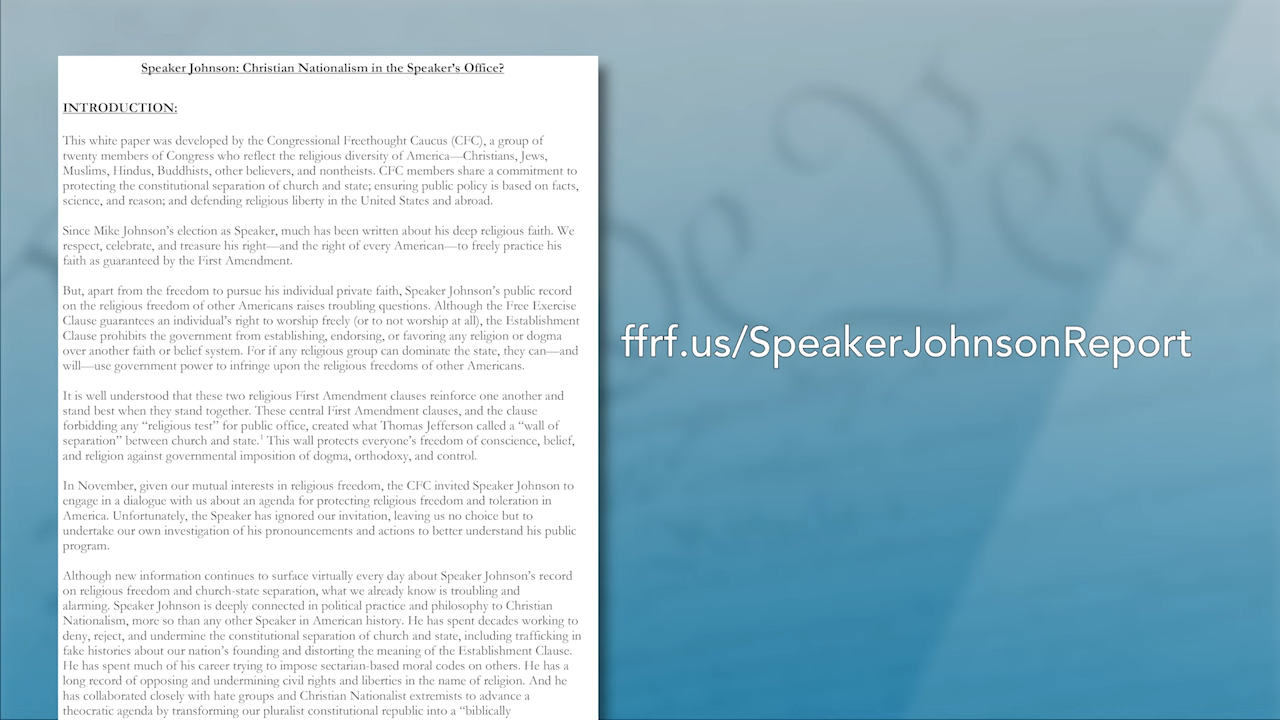 Speaker Johnson: Christian Nationalism in the Speaker's Office?
INTRODUCTION:
This white paper was developed by the Congressional Freethought Caucus (CFC), a group of
twenty members of Congress who reflect the religious diversity of America—Christians, Jews,
Muslims, Hindus, Buddhists, other believers, and nontheists. CFC members share a commitment to
protecting the constitutional separation of church and state; ensuring public policy is based on facts,
science, and reason; and defending religious liberty in the United States and abroad.
Since Mike Johnson's election as Speaker, much has been written about his deep religious faith. We
respect, celebrate, and treasure his right—and the right of every American—to freely practice his
faith as guaranteed by the First Amendment.
But, apart from the freedom to pursue his individual private faith, Speaker Johnson's public record
on the religious freedom of other Americans raises troubling questions. Although the Free Exercise
Clause guarantees an individual's right to worship freely (or to not worship at all), the Establishment
Clause prohibits the government from establishing, endorsing, or favoring any religion or dogma
over another faith or belief system. For if any religious group can dominate the state, they can—and
will—use government power to infringe upon the religious freedoms of other Americans.
It is well understood that these two religious First Amendment clauses reinforce one another and
stand best when they stand together. These central First Amendment clauses, and the clause
forbidding any "religious test" for public office, created what Thomas Jefferson called a "wall of
separation" between church and state.¹ This wall protects everyone's freedom of conscience, belief,
and religion against governmental imposition of dogma, orthodoxy, and control.
In November, given our mutual interests in religious freedom, the CFC invited Speaker Johnson to
engage in a dialogue with us about an agenda for protecting religious freedom and toleration in
America. Unfortunately, the Speaker has ignored our invitation, leaving us no choice but to
undertake our own investigation of his pronouncements and actions to better understand his public
program.
Although new information continues to surface virtually every day about Speaker Johnson's record
on religious freedom and church-state separation, what we already know is troubling and
alarming. Speaker Johnson is deeply connected in political practice and philosophy to Christian
Nationalism, more so than any other Speaker in American history. He has spent decades working to
deny, reject, and undermine the constitutional separation of church and state, including trafficking in
fake histories about our nation's founding and distorting the meaning of the Establishment Clause.
He has spent much of his career trying to impose sectarian-based moral codes on others. He has a
long record of opposing and undermining civil rights and liberties in the name of religion. And he
has collaborated closely with hate groups and Christian Nationalist extremists to advance a
theocratic agenda by transforming our pluralist constitutional republic into a "biblically
ffrf.us/SpeakerJohnsonReport